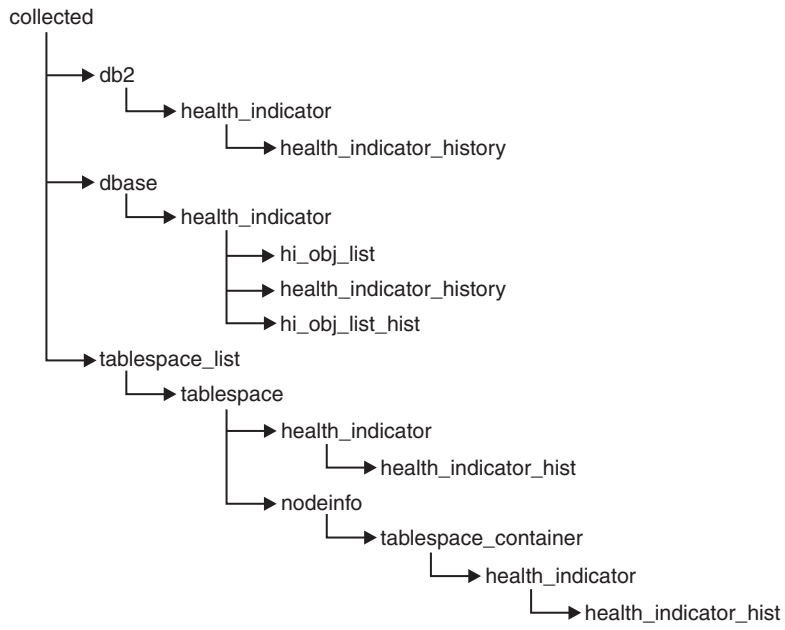 collected
db2
health_indicator
health_indicator_history
dbase
health_indicator
hi_obj_list
health_indicator_history
hi_obj_list_hist
tablespace_list
tablespace
health_indicator
health_indicator_hist
nodeinfo
tablespace_container
health_indicator
health_indicator_hist